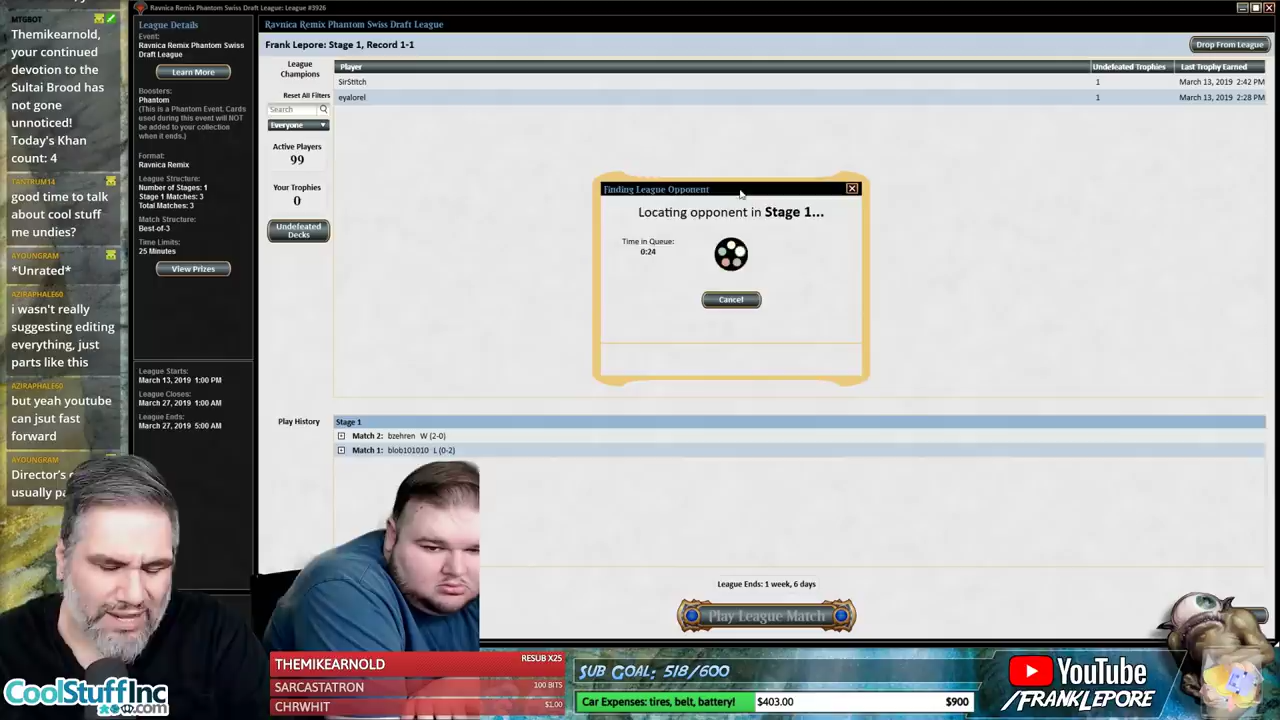 Ravnica Remix Phantom Swiss Draft League: League #3926
MTGBOT
Themikearnold,
your continued
devotion to the
Sultai Brood has
not gone
unnoticed!
Today's Khan
count: 4
TANTRUM14
good time to talk
about cool stuff
me undies?
AYOUNGRAM
*Unrated*
AZIRAPHALE60
i wasn't really
suggesting editing
everything, just
parts like this
AZIRAPHALE60
but yeah youtube
can jsut fast
forward
AYOUNGRAM
Director's
usually
League Details
Event:
Ravnica Remix Phantom Swiss
Draft League
Learn More
Boosters:
Phantom
(This is a Phantom Event. Cards
used during this event will NOT
be added to your collection
when it ends.)
Format:
Ravnica Remix
League Structure:
Number of Stages: 1
Stage 1 Matches: 3
Total Matches: 3
Match Structure:
Best-of-3
Time Limits:
25 Minutes
View Prizes
League Starts:
March 13, 2019 1:00 PM
League Closes:
March 27, 2019 1:00 AM
League Ends:
March 27, 2019 5:00 AM
Ravnica Remix Phantom Swiss Draft League
Frank Lepore: Stage 1, Record 1-1
Drop From League
League
Champions
Reset All Filters
Search
Everyone
Active Players
99
Your Trophies
0
Undefeated
Decks
Player Undefeated Trophies Last Trophy Earned
SirStitch 1 March 13, 2019 2:42 PM
eyalorel 1 March 13, 2019 2:28 PM
Finding League Opponent
Locating opponent in Stage 1...
Time in Queue:
0:24
Cancel
Play History
Stage 1
Match 2: bzehren W (2-0)
Match 1: blob101010 L (0-2)
League Ends: 1 week, 6 days
Play League Match
THEMIKEARNOLD RESUB X25
SARCASTATRON 100 BITS
CHRWHIT $1.00
SUB GOAL: 518/600
Car Expenses: tires, belt, battery! $403.00 $900
YouTube
/FRANKLEPORE
CoolStuffInc
.com